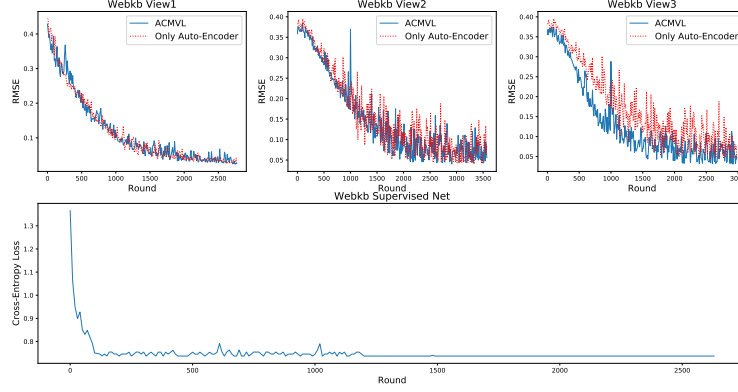 Webkb View1
Webkb View2
Webkb View3
ACMVL
Only Auto-Encoder
ACMVL
Only Auto-Encoder
ACMVL
Only Auto-Encoder
RMSE
0.4
0.3
0.2
0.1
RMSE
0.40
0.35
0.30
0.25
0.20
0.15
0.10
0.05
RMSE
0.40
0.35
0.30
0.25
0.20
0.15
0.10
0.05
0 500 1000 1500 2000 2500
0 500 1000 1500 2000 2500 3000 3500
0 500 1000 1500 2000 2500 3000
Round
Round
Round
Webkb Supervised Net
Cross-Entropy Loss
1.3
1.2
1.1
1.0
0.9
0.8
0 500 1000 1500 2000 2500
Round